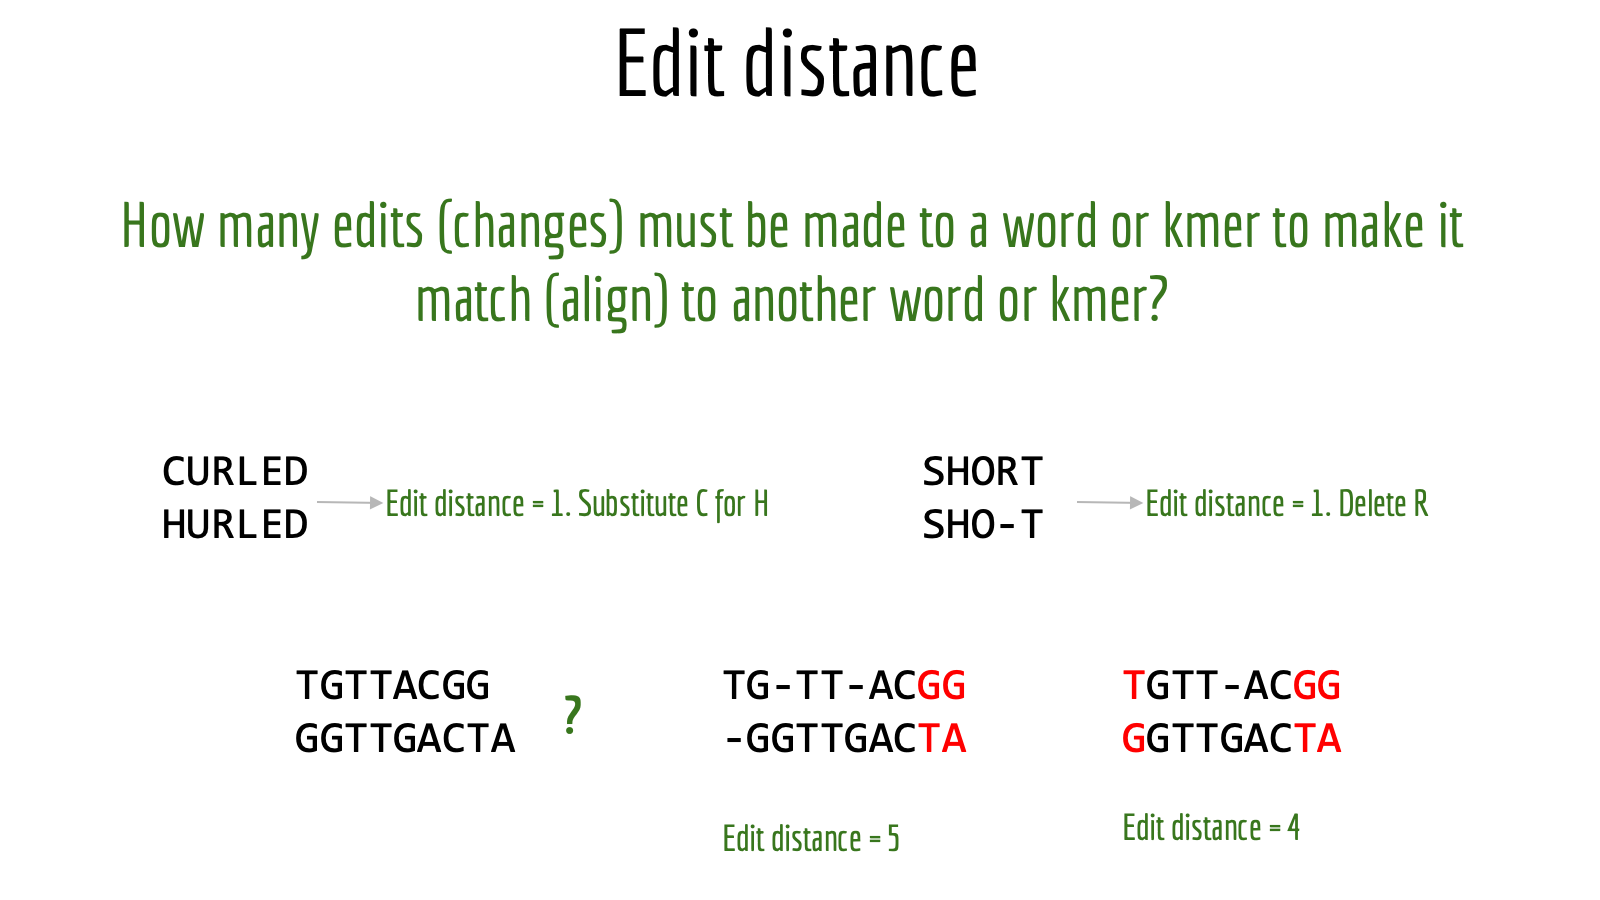 Edit distance
How many edits (changes) must be made to a word or kmer to make it
match (align) to another word or kmer?
CURLED
HURLED
Edit distance = 1. Substitute C for H
SHORT
SHO-T
Edit distance = 1. Delete R
TGTTACGG
GGTTGACTA
?
TG-TT-ACGG
-GGTTGACTA
Edit distance = 5
TGTT-ACGG
GGTTGACTA
Edit distance = 4